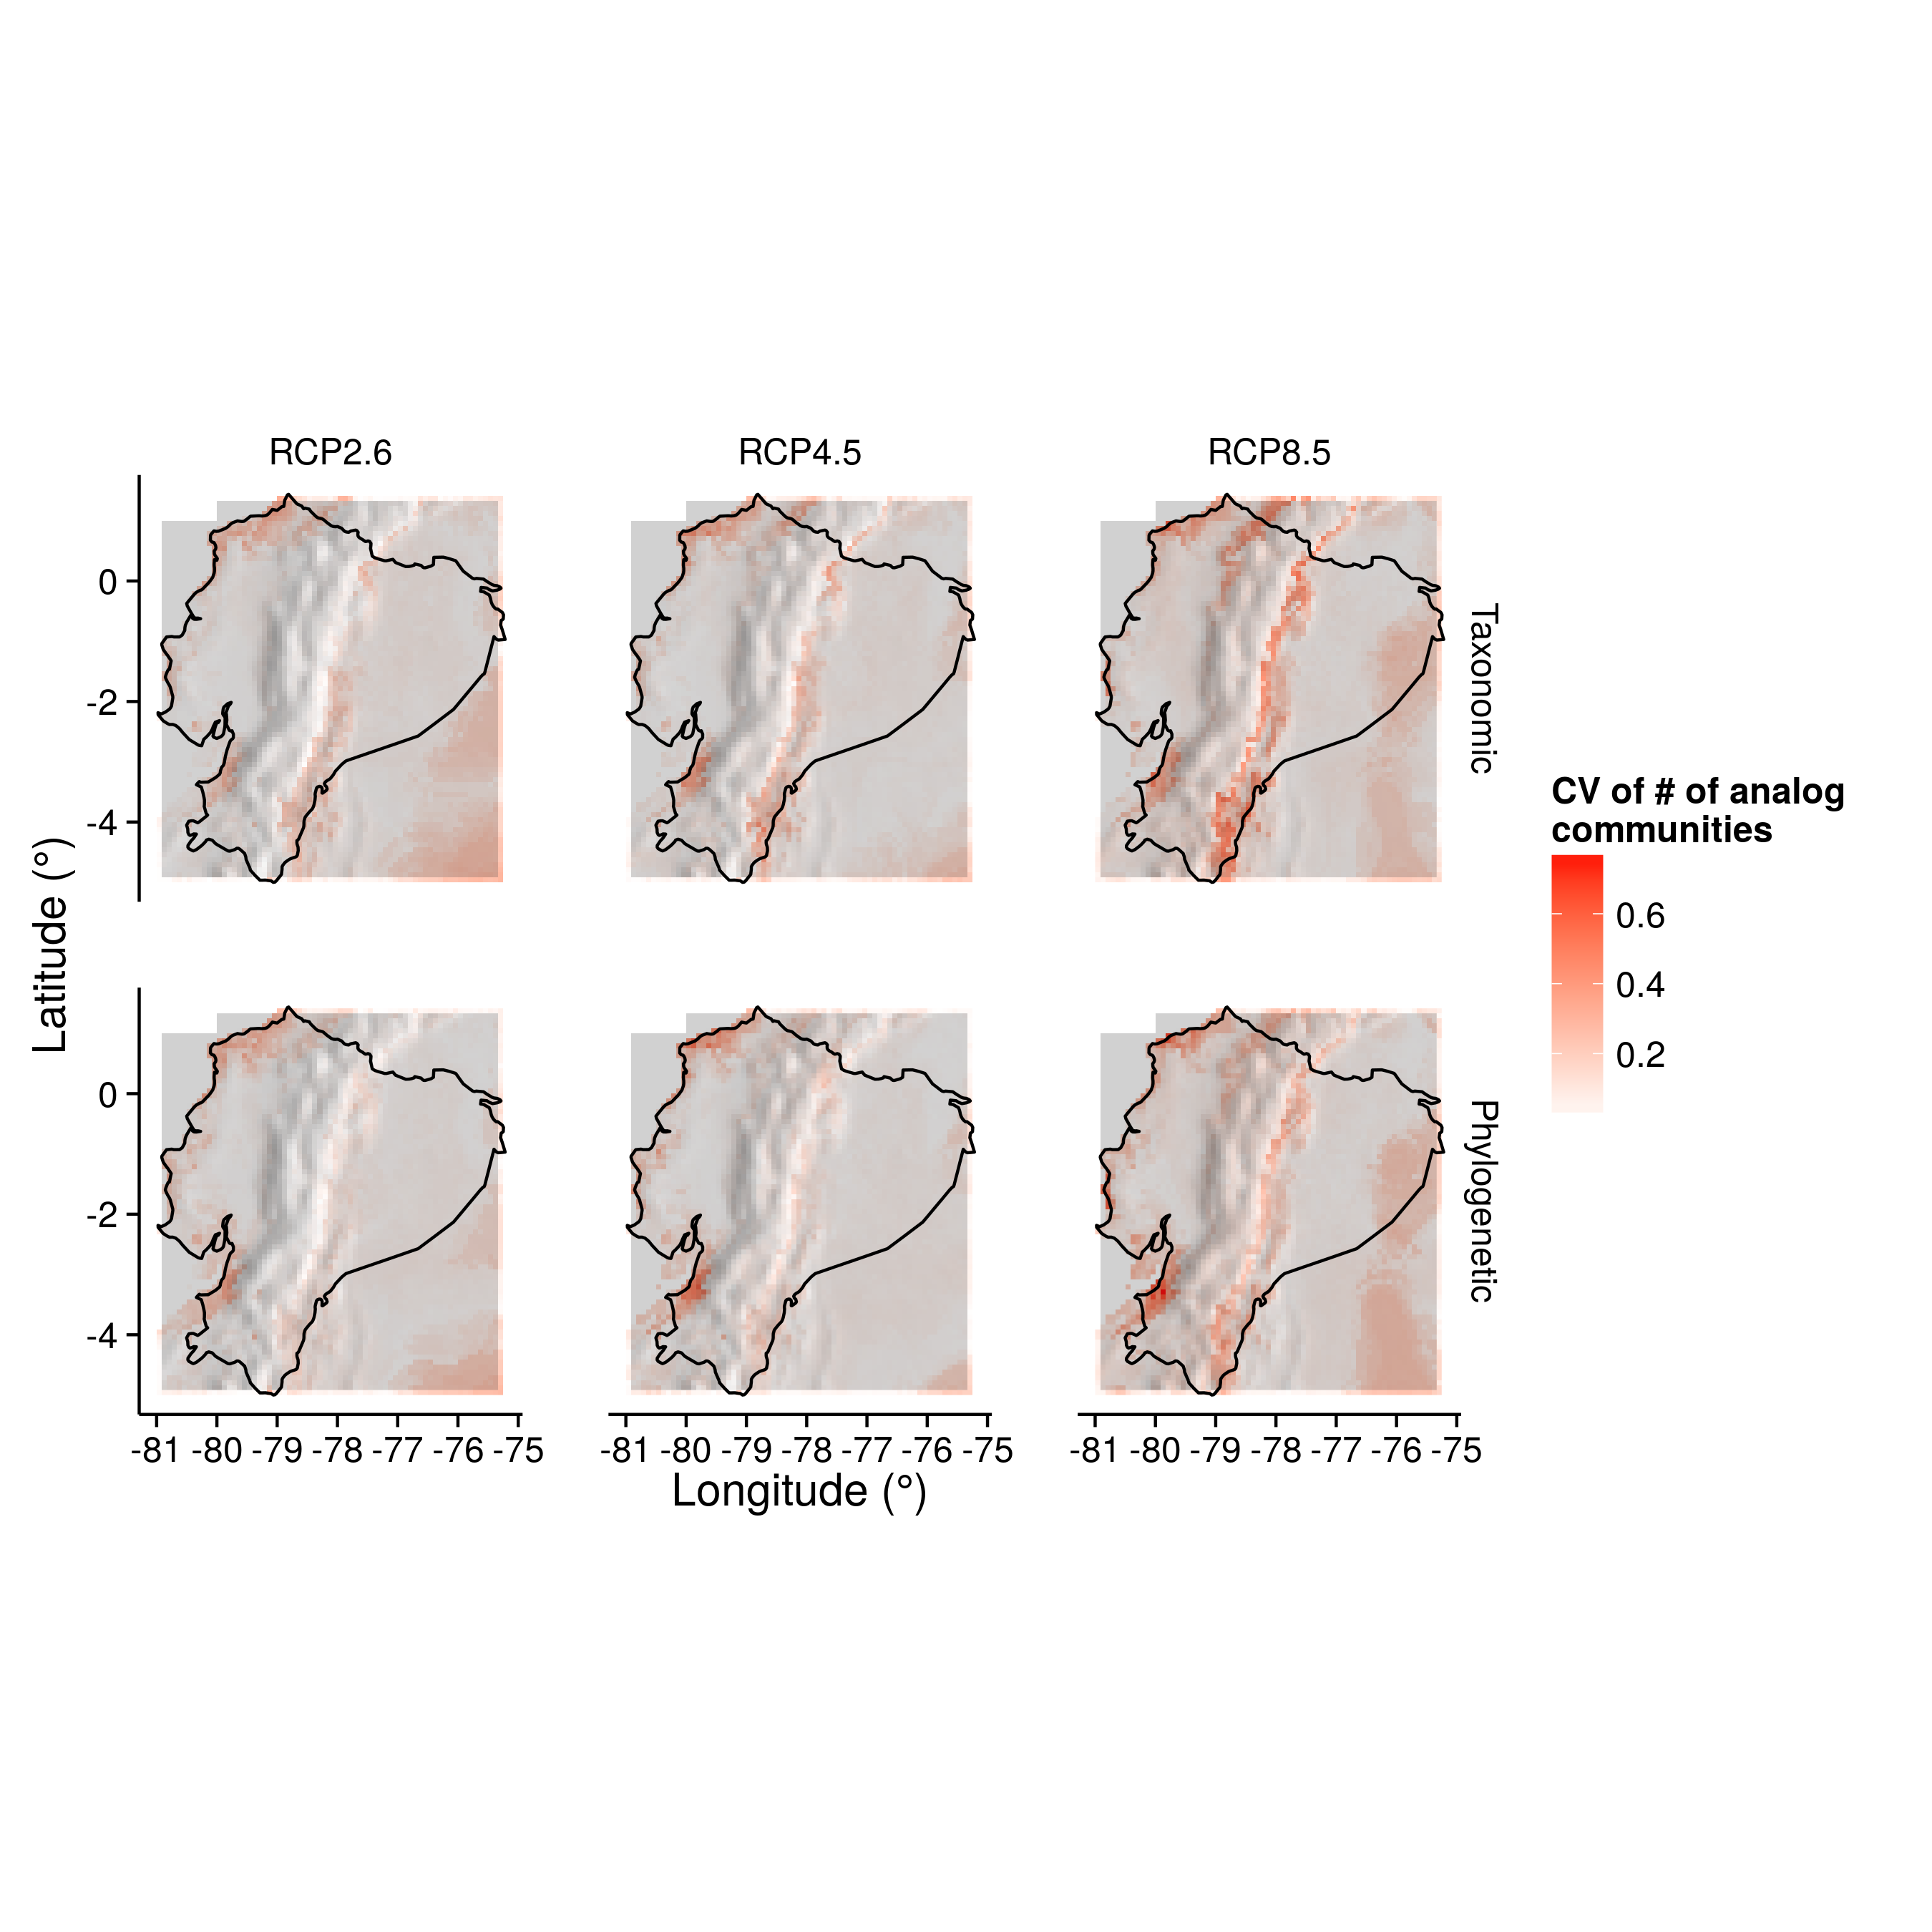 RCP2.6 RCP4.5 RCP8.5
0
-2
-4
Taxonomic
0
-2
-4
Phylogenetic
Latitude (°)
-81 -80 -79 -78 -77 -76 -75 -81 -80 -79 -78 -77 -76 -75 -81 -80 -79 -78 -77 -76 -75
Longitude (°)
CV of # of analog
communities
0.6
0.4
0.2